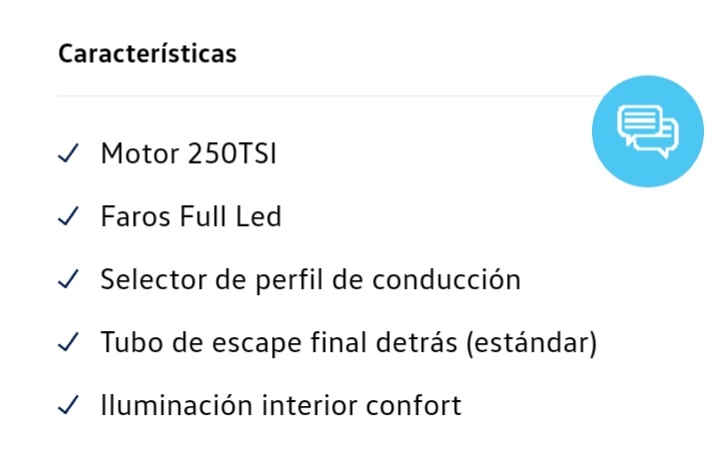 Características
Motor 250TSI
Faros Full Led
Selector de perfil de conducción
Tubo de escape final detrás (estándar)
Iluminación interior confort